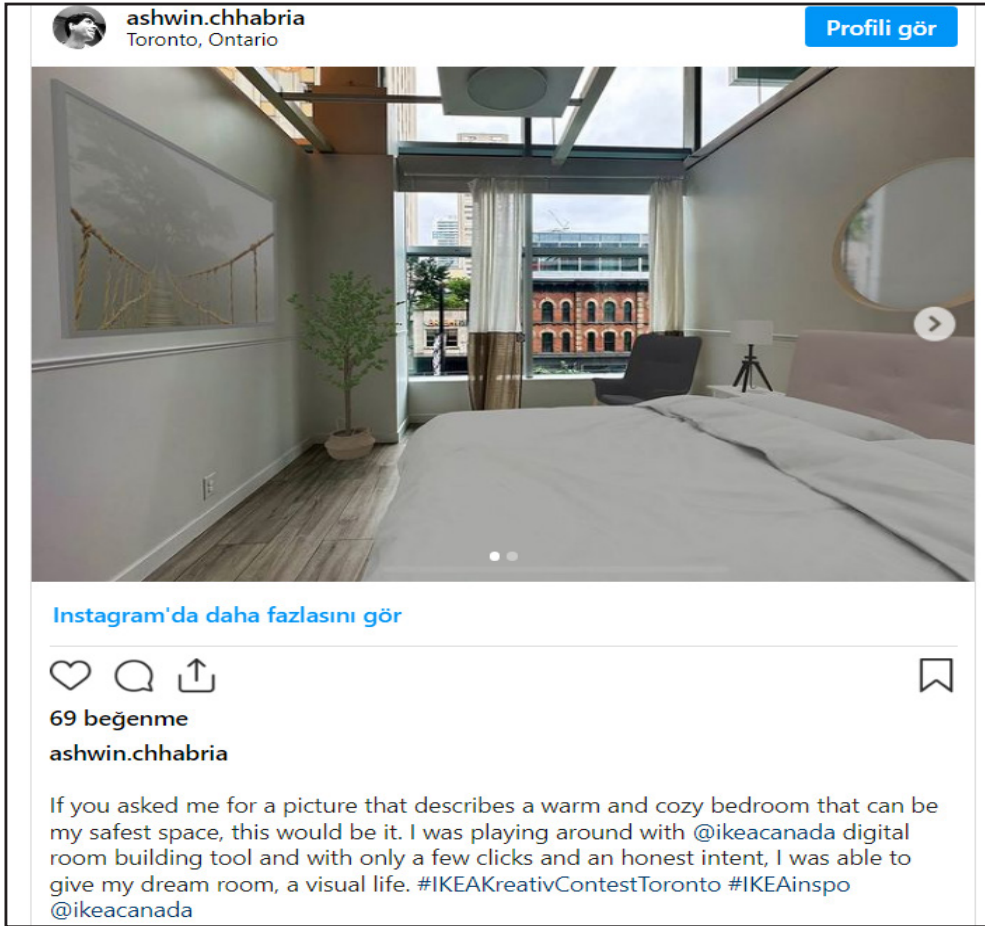 ashwin.chhabria
Toronto, Ontario
Profili gör
Instagram'da daha fazlasını gör
69 beğenme
ashwin.chhabria
If you asked me for a picture that describes a warm and cozy bedroom that can be
my safest space, this would be it. I was playing around with @ikeacanada digital
room building tool and with only a few clicks and an honest intent, I was able to
give my dream room, a visual life. #IKEAKreativContestToronto #IKEAinspo
@ikeacanada